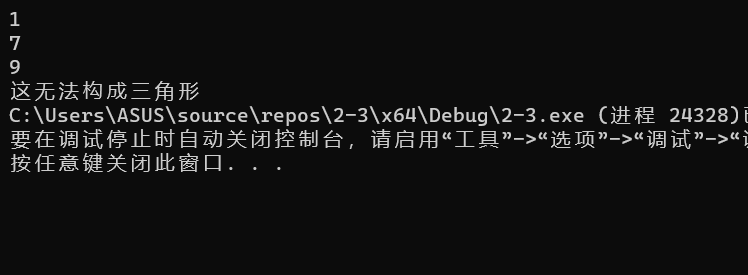 1
7
9
这无法构成三角形
C:\Users\ASUS\source\repos\2-3\x64\Debug\2-3.exe (进程 24328)
要在调试停止时自动关闭控制台，请启用“工具”->“选项”->“调试”->“
按任意键关闭此窗口. . .